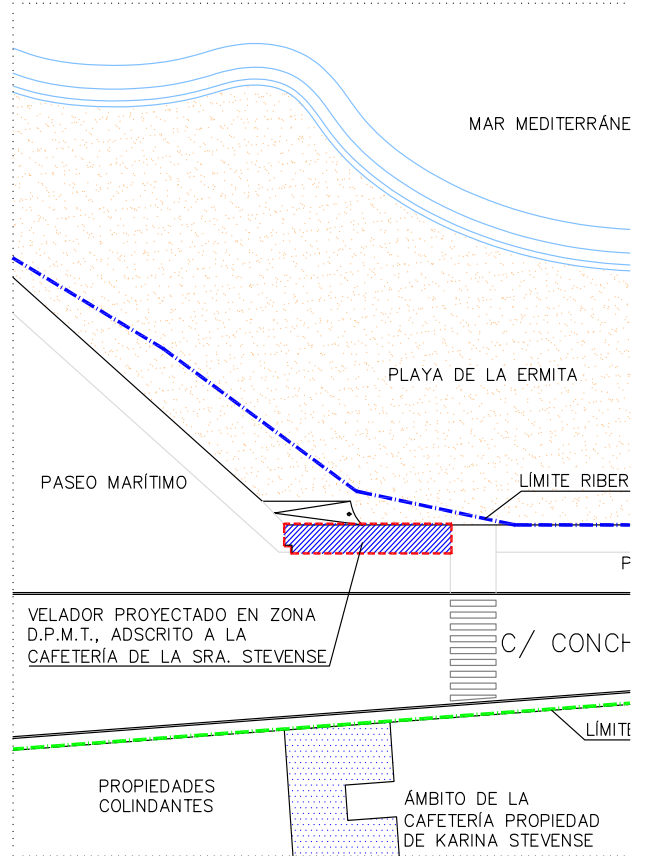 MAR MEDITERRÁNE
PLAYA DE LA ERMITA
PASEO MARÍTIMO
LÍMITE RIBER
P
VELADOR PROYECTADO EN ZONA
D.P.M.T., ADSCRITO A LA
CAFETERÍA DE LA SRA. STEVENSE
C/ CONCH
LÍMITE
PROPIEDADES
COLINDANTES
ÁMBITO DE LA
CAFETERÍA PROPIEDAD
DE KARINA STEVENSE